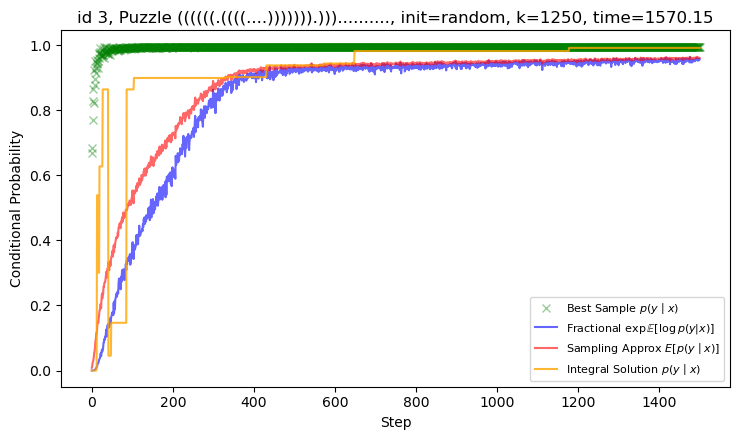 id 3, Puzzle ((((((.((((....))))))).))).........., init=random, k=1250, time=1570.15
1.0
0.8
0.6
0.4
0.2
0.0
Conditional Probability
0
200
400
600
800
1000
1200
1400
Step
Best Sample p(y | x)
Fractional exp 𝔼[log p(y|x)]
Sampling Approx E[p(y | x)]
Integral Solution p(y | x)